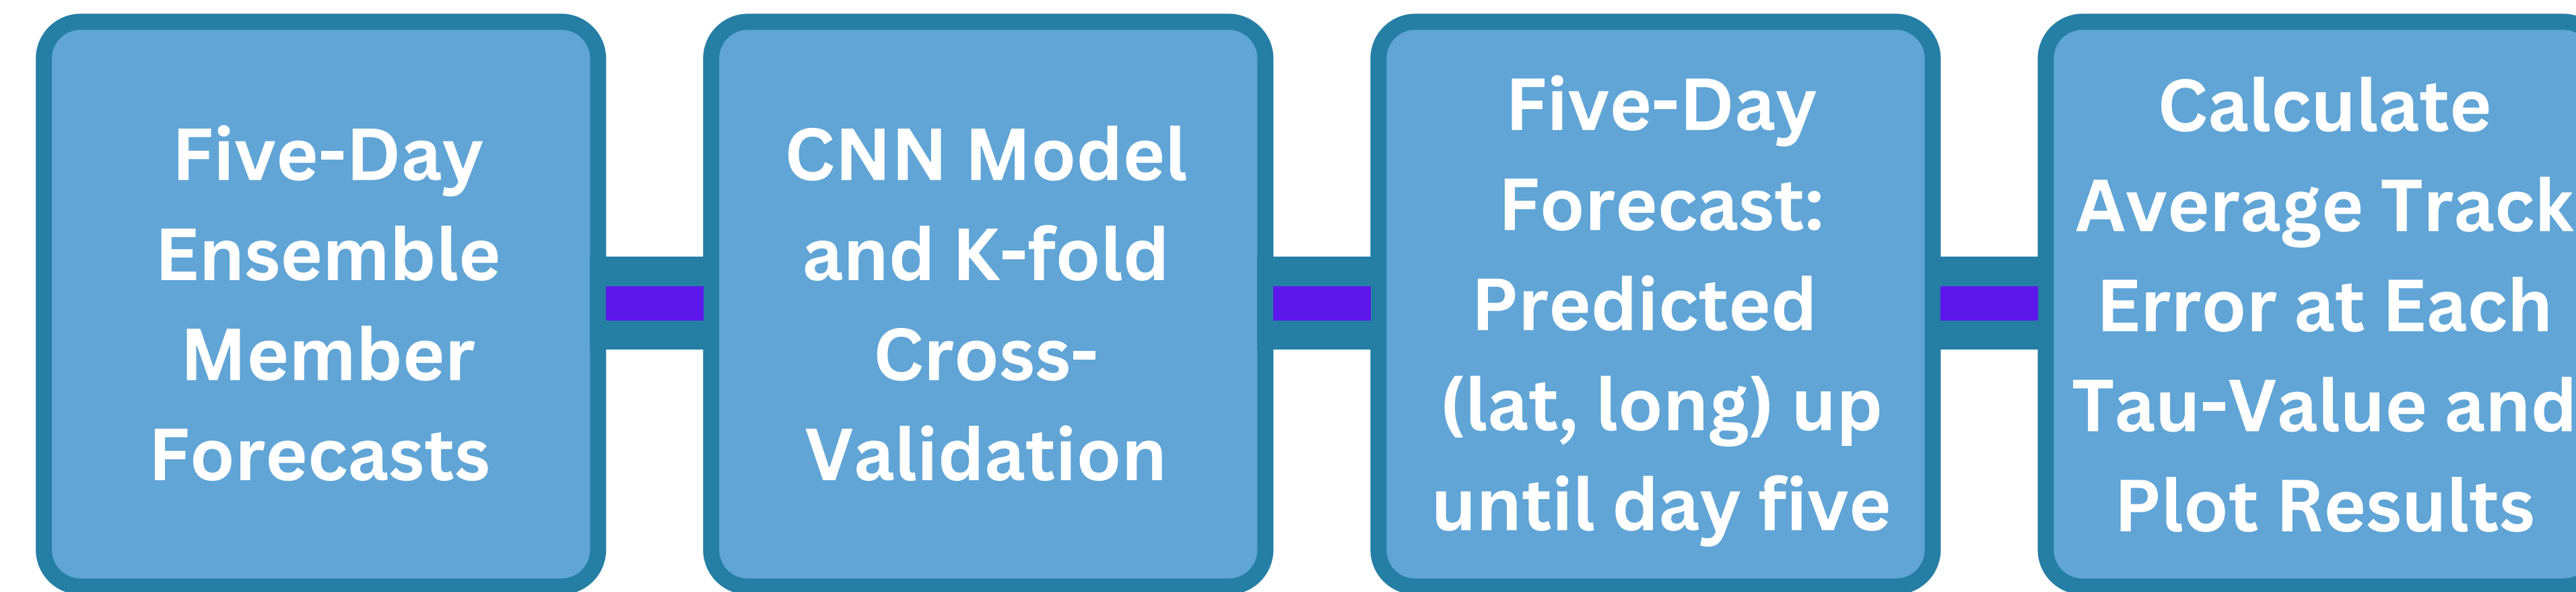 Five-Day
Ensemble
Member
Forecasts
CNN Model
and K-fold
Cross-
Validation
Five-Day
Forecast:
Predicted
(lat, long) up
until day five
Calculate
Average Track
Error at Each
Tau-Value and
Plot Results